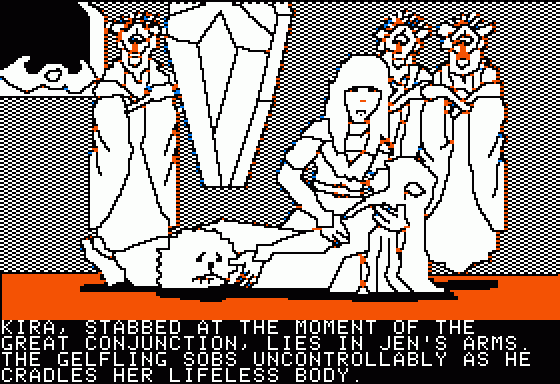 KIRA, STABBED AT THE MOMENT OF THE
GREAT CONJUNCTION, LIES IN JEN'S ARMS.
THE GELFLING SOBS UNCONTROLLABLY AS HE
CRADLES HER LIFELESS BODY.